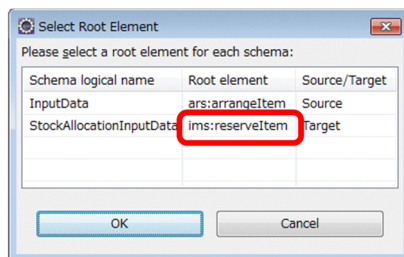 Select Root Element
Please select a root element for each schema:
Schema logical name Root element Source/Target
InputData ars:arrangeItem Source
StockAllocationInputData ims:reserveItem Target
OK Cancel